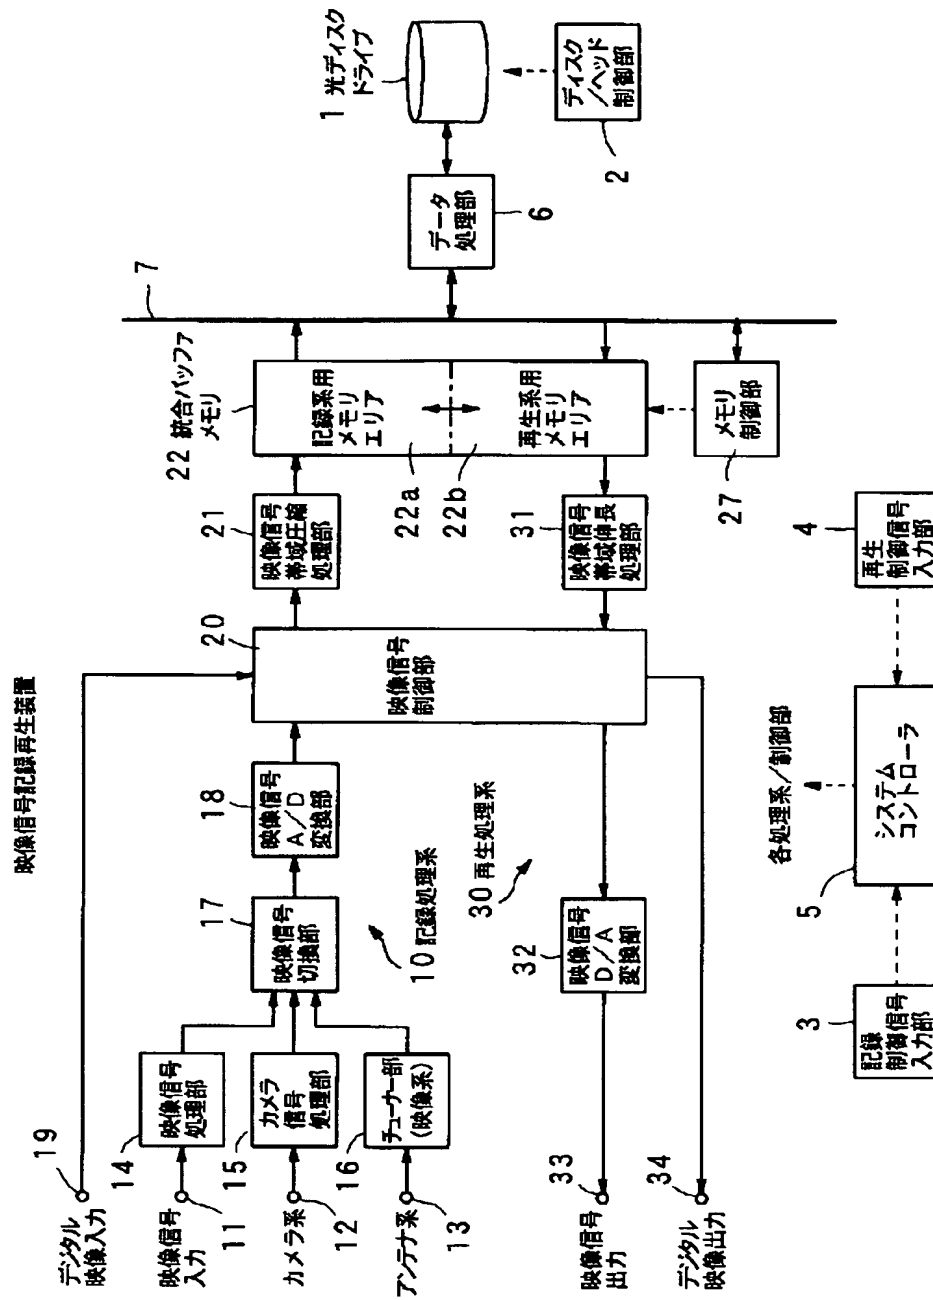 映像信号記録再生装置
デジタル
映像入力
19
映像信号
入力
11
14
映像信号
処理部
カメラ系
12
15
カメラ
信号
処理部
アンテナ系
13
16
チューナー部
(映像系)
17
映像信号
切換部
18
映像信号
A/D
変換部
20
映像信号
制御部
21
映像信号
帯域圧縮
処理部
22 統合バッファ
メモリ
記録系用
メモリ
エリア
22a
22b
再生系用
メモリ
エリア
7
データ
処理部
6
1 光ディスク
ドライブ
ディスク
/ヘッド
制御部
2
10 記録処理系
30 再生処理系
31
映像信号
帯域伸長
処理部
メモリ
制御部
27
32
映像信号
D/A
変換部
33
映像信号
出力
34
デジタル
映像出力
3
記録
制御信号
入力部
各処理系/制御部
5
システム
コントローラ
4
再生
制御信号
入力部